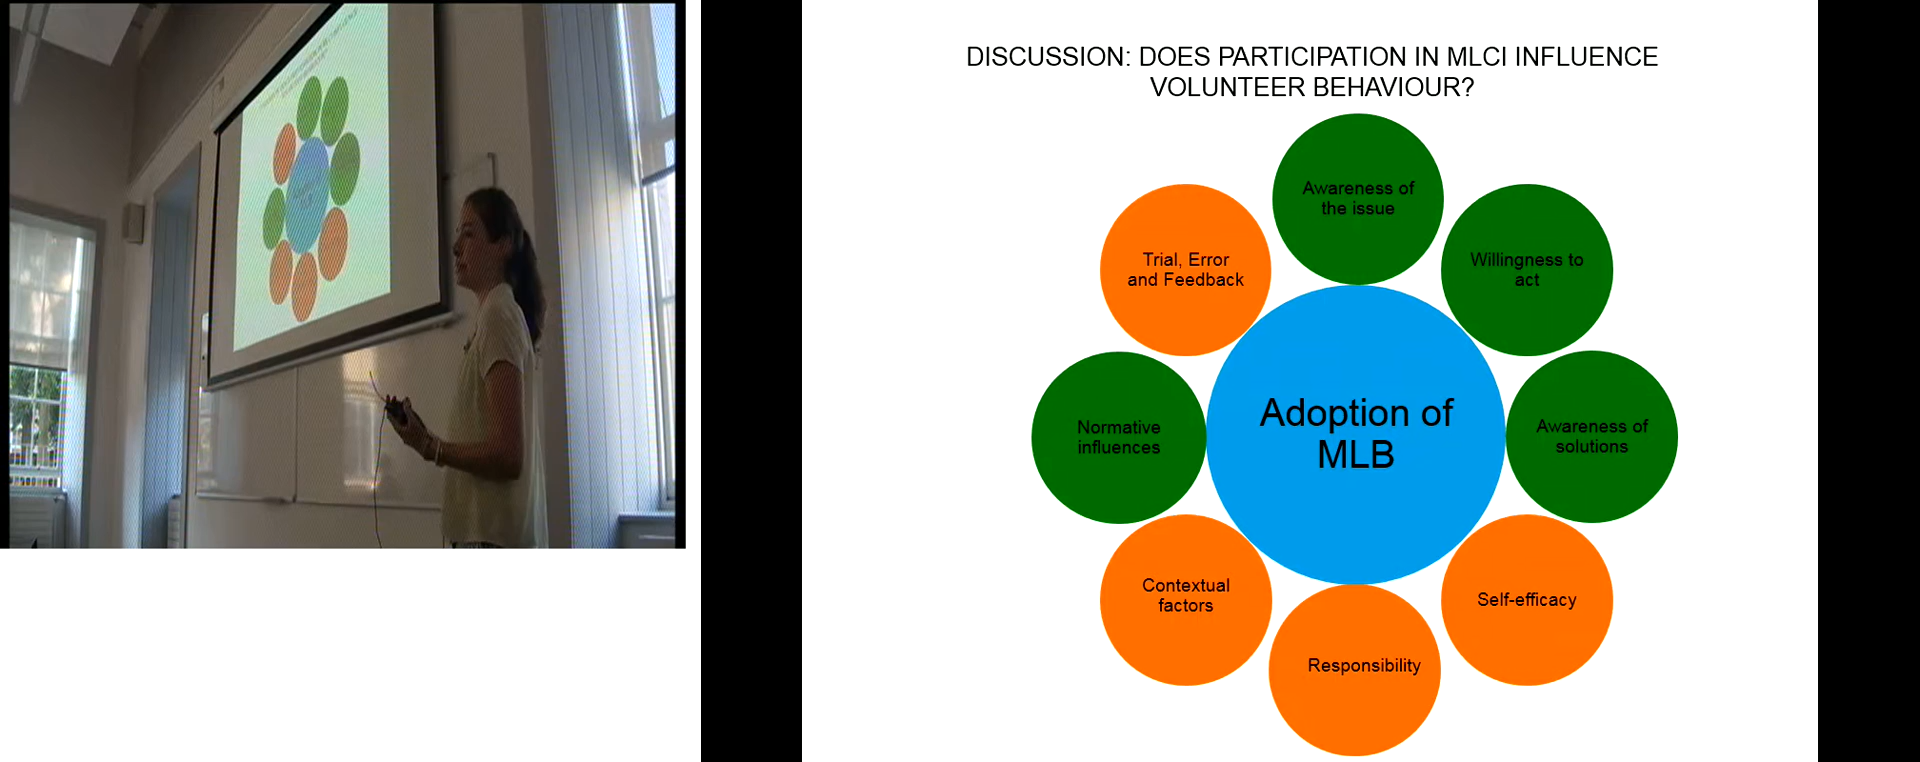 DISCUSSION: DOES PARTICIPATION IN MLCI INFLUENCE
VOLUNTEER BEHAVIOUR?
Awareness of
the issue
Willingness to
act
Awareness of
solutions
Self-efficacy
Responsibility
Contextual
factors
Normative
influences
Trial, Error
and Feedback
Adoption of
MLB